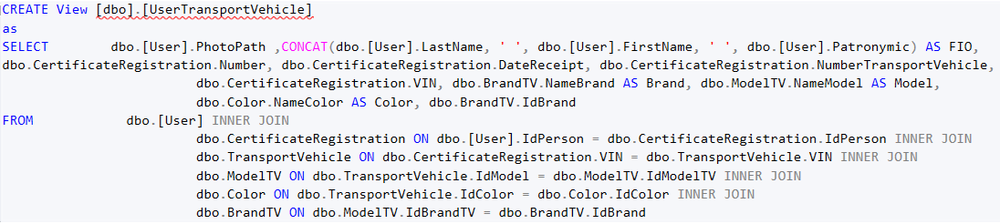 CREATE View [dbo].[UserTransportVehicle]
as
SELECT dbo.[User].PhotoPath ,CONCAT(dbo.[User].LastName, ' ', dbo.[User].FirstName, ' ', dbo.[User].Patronymic) AS FIO,
dbo.CertificateRegistration.Number, dbo.CertificateRegistration.DateReceipt, dbo.CertificateRegistration.NumberTransportVehicle,
dbo.CertificateRegistration.VIN, dbo.BrandTV.NameBrand AS Brand, dbo.ModelTV.NameModel AS Model,
dbo.Color.NameColor AS Color, dbo.BrandTV.IdBrand
FROM dbo.[User] INNER JOIN
dbo.CertificateRegistration ON dbo.[User].IdPerson = dbo.CertificateRegistration.IdPerson INNER JOIN
dbo.TransportVehicle ON dbo.CertificateRegistration.VIN = dbo.TransportVehicle.VIN INNER JOIN
dbo.ModelTV ON dbo.TransportVehicle.IdModel = dbo.ModelTV.IdModelTV INNER JOIN
dbo.Color ON dbo.TransportVehicle.IdColor = dbo.Color.IdColor INNER JOIN
dbo.BrandTV ON dbo.ModelTV.IdBrandTV = dbo.BrandTV.IdBrand